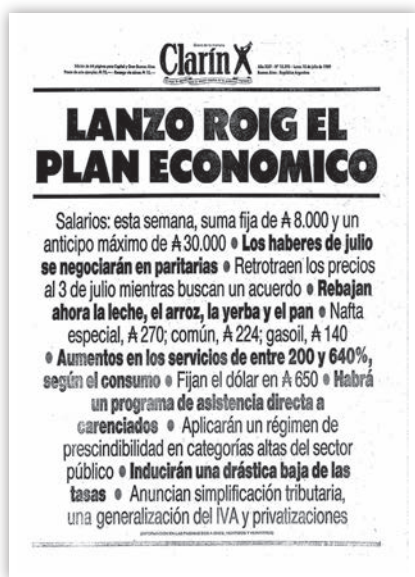 Clarín
LANZO ROIG EL
PLAN ECONOMICO
Salarios: esta semana, suma fija de ₳ 8.000 y un
anticipo máximo de ₳ 30.000 ● Los haberes de julio
se negociarán en paritarias ● Retrotraen los precios
al 3 de julio mientras buscan un acuerdo ● Rebajan
ahora la leche, el arroz, la yerba y el pan ● Nafta
especial, ₳ 270; común, ₳ 224; gasoil, ₳ 140
● Aumentos en los servicios de entre 200 y 640%,
según el consumo ● Fijan el dólar en ₳ 650 ● Habrá
un programa de asistencia directa a
carenciados ● Aplicarán un régimen de
prescindibilidad en categorías altas del sector
público ● Inducirán una drástica baja de las
tasas ● Anuncian simplificación tributaria,
una generalización del IVA y privatizaciones